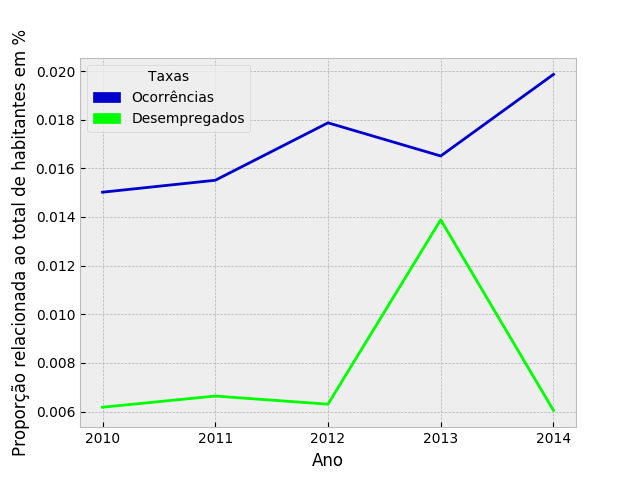 Proporção relacionada ao total de habitantes em %
0.020
0.018
0.016
0.014
0.012
0.010
0.008
0.006
Taxas
Ocorrências
Desempregados
2010 2011 2012 2013 2014
Ano